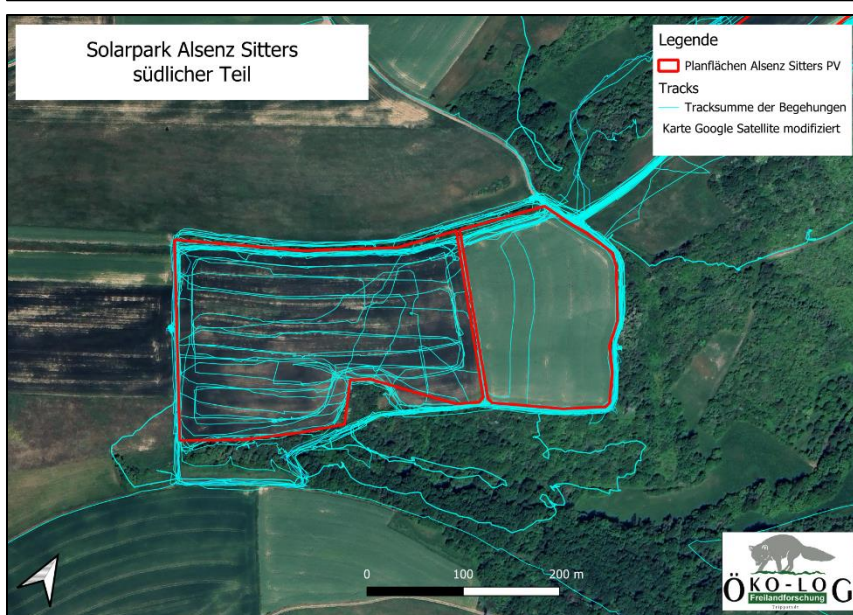 Solarpark Alsenz Sitters
südlicher Teil
Legende
Planflächen Alsenz Sitters PV
Tracks
Tracksumme der Begehungen
Karte Google Satellite modifiziert
0 100 200 m
ÖKO-LOG
Freilandforschung